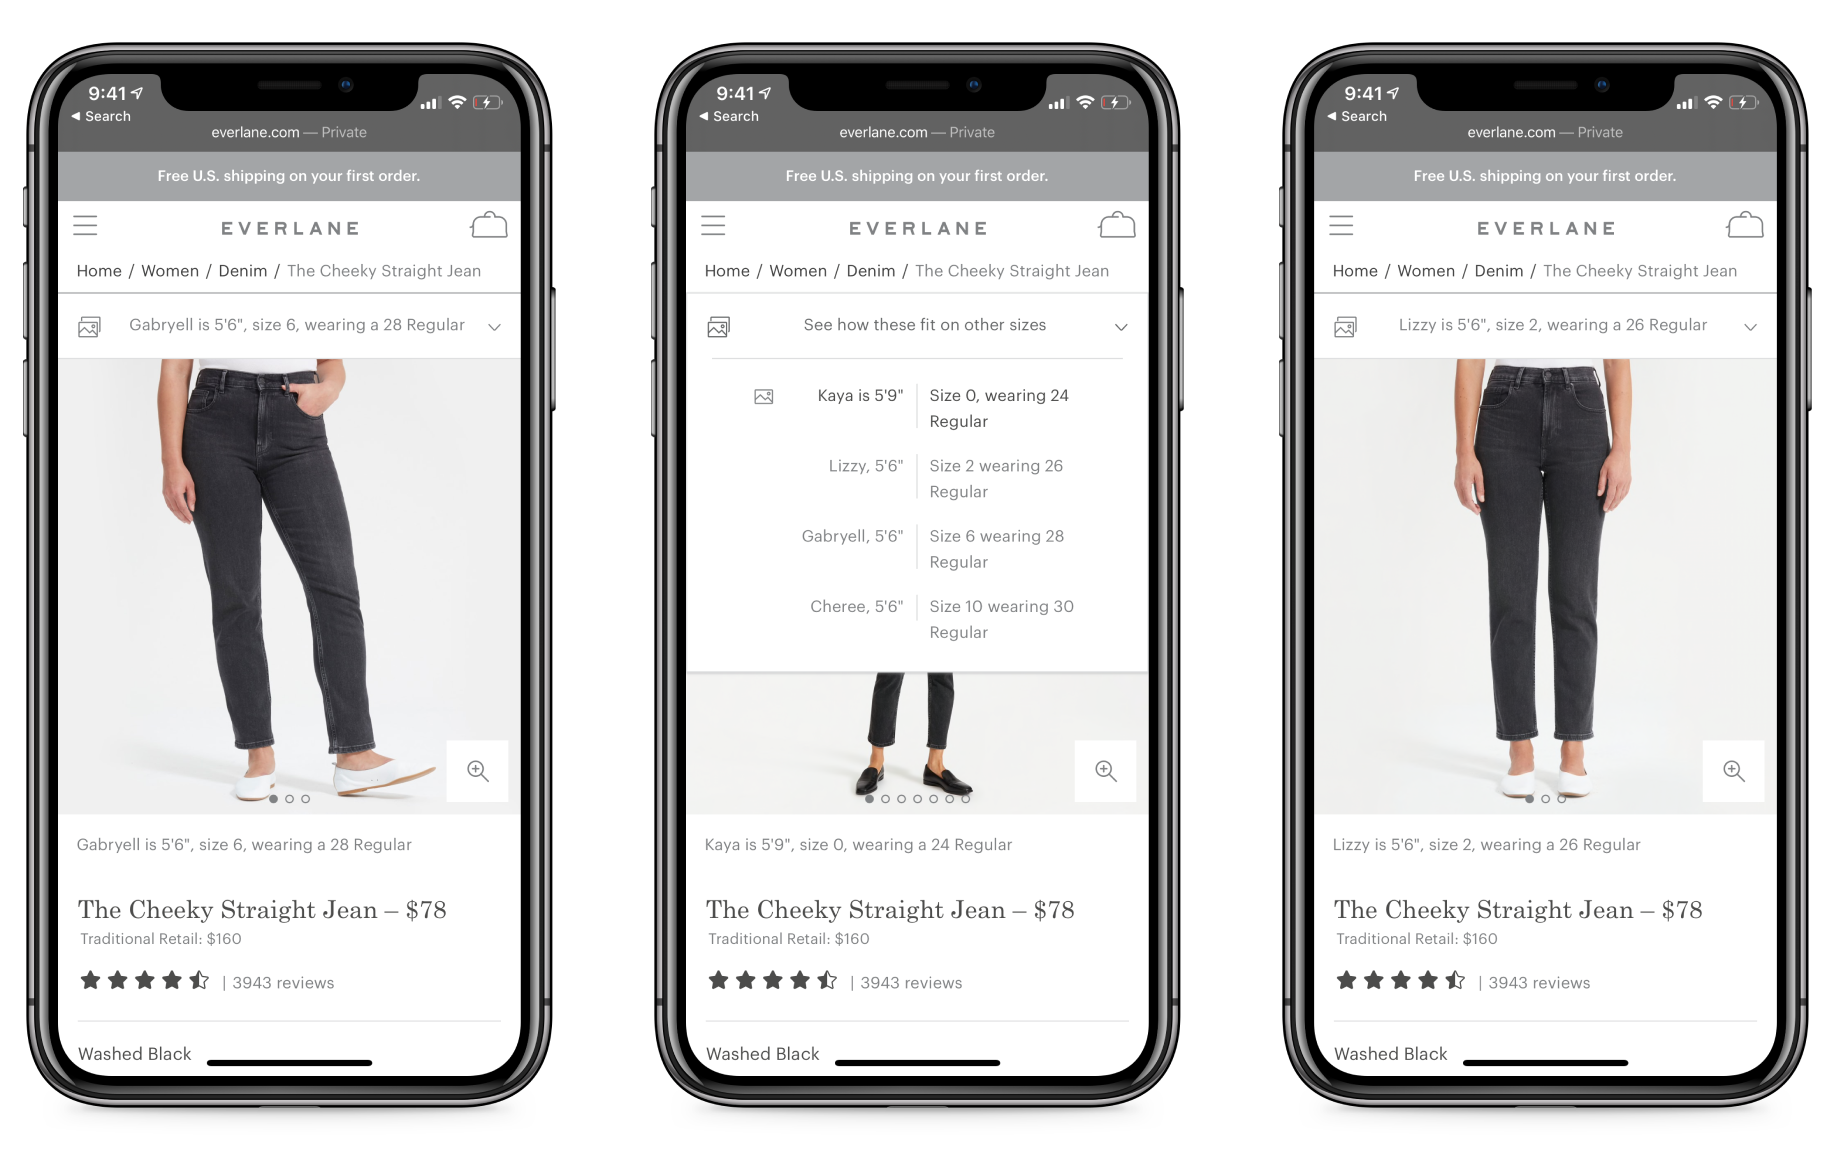 9:41
Search
everlane.com — Private
Free U.S. shipping on your first order.
EVERLANE
Home / Women / Denim / The Cheeky Straight Jean
Gabryell is 5'6", size 6, wearing a 28 Regular
Gabryell is 5'6", size 6, wearing a 28 Regular
The Cheeky Straight Jean – $78
Traditional Retail: $160
| 3943 reviews
Washed Black
9:41
Search
everlane.com — Private
Free U.S. shipping on your first order.
EVERLANE
Home / Women / Denim / The Cheeky Straight Jean
See how these fit on other sizes
Kaya is 5'9"
Size 0, wearing 24
Regular
Lizzy, 5'6"
Size 2 wearing 26
Regular
Gabryell, 5'6"
Size 6 wearing 28
Regular
Cheree, 5'6"
Size 10 wearing 30
Regular
Kaya is 5'9", size 0, wearing a 24 Regular
The Cheeky Straight Jean – $78
Traditional Retail: $160
| 3943 reviews
Washed Black
9:41
Search
everlane.com — Private
Free U.S. shipping on your first order.
EVERLANE
Home / Women / Denim / The Cheeky Straight Jean
Lizzy is 5'6", size 2, wearing a 26 Regular
Lizzy is 5'6", size 2, wearing a 26 Regular
The Cheeky Straight Jean – $78
Traditional Retail: $160
| 3943 reviews
Washed Black